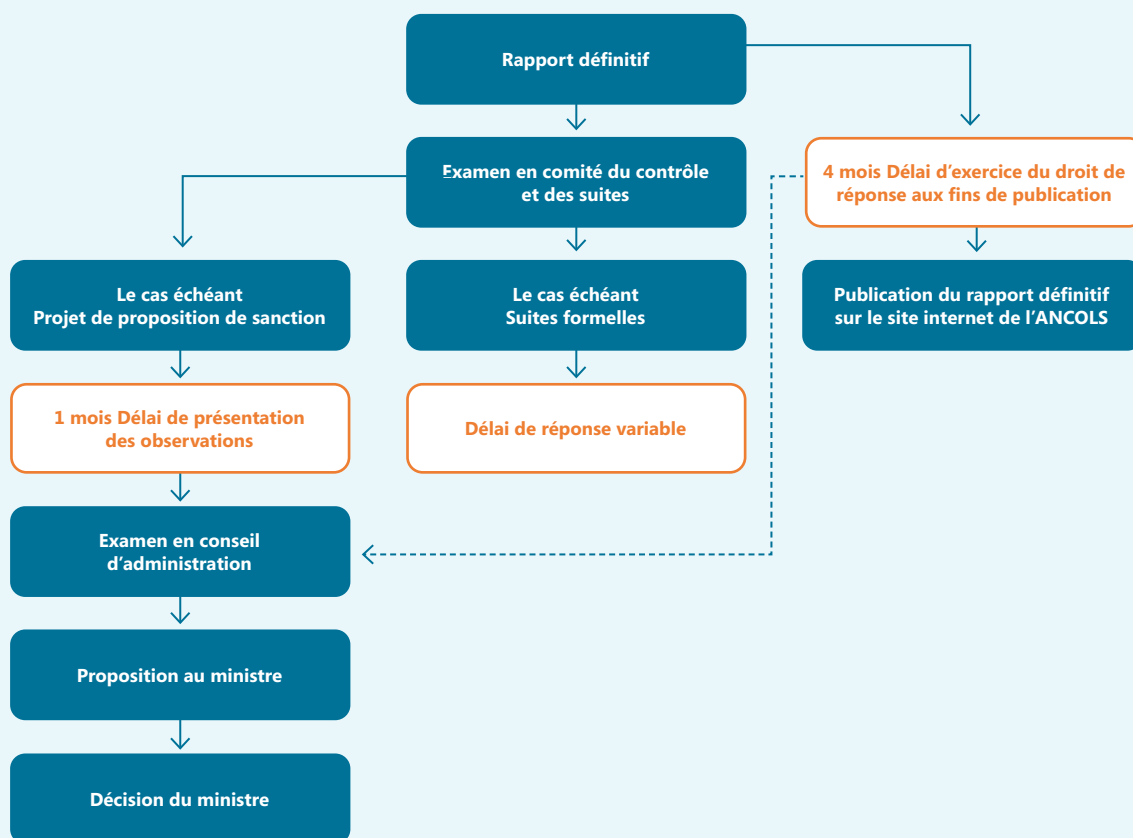 Rapport définitif
Examen en comité du contrôle
et des suites
4 mois Délai d'exercice du droit de
réponse aux fins de publication
Le cas échéant
Projet de proposition de sanction
Le cas échéant
Suites formelles
Publication du rapport définitif
sur le site internet de l'ANCOLS
1 mois Délai de présentation
des observations
Délai de réponse variable
Examen en conseil
d'administration
Proposition au ministre
Décision du ministre